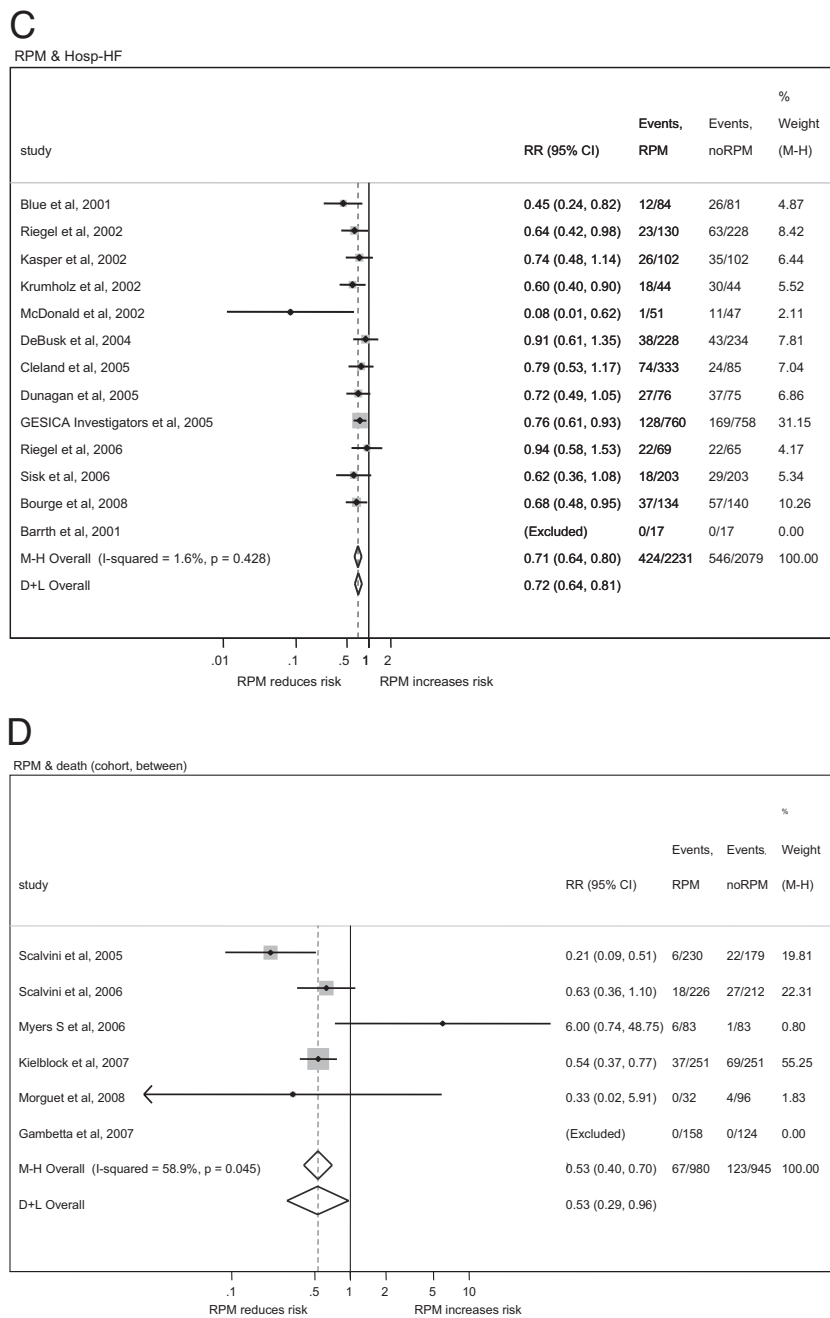 C
RPM & Hosp-HF
%
Events, Events, Weight
study RR (95% CI) RPM noRPM (M-H)
Blue et al, 2001 0.45 (0.24, 0.82) 12/84 26/81 4.87
Riegel et al, 2002 0.64 (0.42, 0.98) 23/130 63/228 8.42
Kasper et al, 2002 0.74 (0.48, 1.14) 26/102 35/102 6.44
Krumholz et al, 2002 0.60 (0.40, 0.90) 18/44 30/44 5.52
McDonald et al, 2002 0.08 (0.01, 0.62) 1/51 11/47 2.11
DeBusk et al, 2004 0.91 (0.61, 1.35) 38/228 43/234 7.81
Cleland et al, 2005 0.79 (0.53, 1.17) 74/333 24/85 7.04
Dunagan et al, 2005 0.72 (0.49, 1.05) 27/76 37/75 6.86
GESICA Investigators et al, 2005 0.76 (0.61, 0.93) 128/760 169/758 31.15
Riegel et al, 2006 0.94 (0.58, 1.53) 22/69 22/65 4.17
Sisk et al, 2006 0.62 (0.36, 1.08) 18/203 29/203 5.34
Bourge et al, 2008 0.68 (0.48, 0.95) 37/134 57/140 10.26
Barrth et al, 2001 (Excluded) 0/17 0/17 0.00
M-H Overall (I-squared = 1.6%, p = 0.428) 0.71 (0.64, 0.80) 424/2231 546/2079 100.00
D+L Overall 0.72 (0.64, 0.81)
.01 .1 .5 1 2
RPM reduces risk RPM increases risk
D
RPM & death (cohort, between)
%
Events, Events, Weight
study RR (95% CI) RPM noRPM (M-H)
Scalvini et al, 2005 0.21 (0.09, 0.51) 6/230 22/179 19.81
Scalvini et al, 2006 0.63 (0.36, 1.10) 18/226 27/212 22.31
Myers S et al, 2006 6.00 (0.74, 48.75) 6/83 1/83 0.80
Kielblock et al, 2007 0.54 (0.37, 0.77) 37/251 69/251 55.25
Morguet et al, 2008 0.33 (0.02, 5.91) 0/32 4/96 1.83
Gambetta et al, 2007 (Excluded) 0/158 0/124 0.00
M-H Overall (I-squared = 58.9%, p = 0.045) 0.53 (0.40, 0.70) 67/980 123/945 100.00
D+L Overall 0.53 (0.29, 0.96)
.1 .5 1 2 5 10
RPM reduces risk RPM increases risk